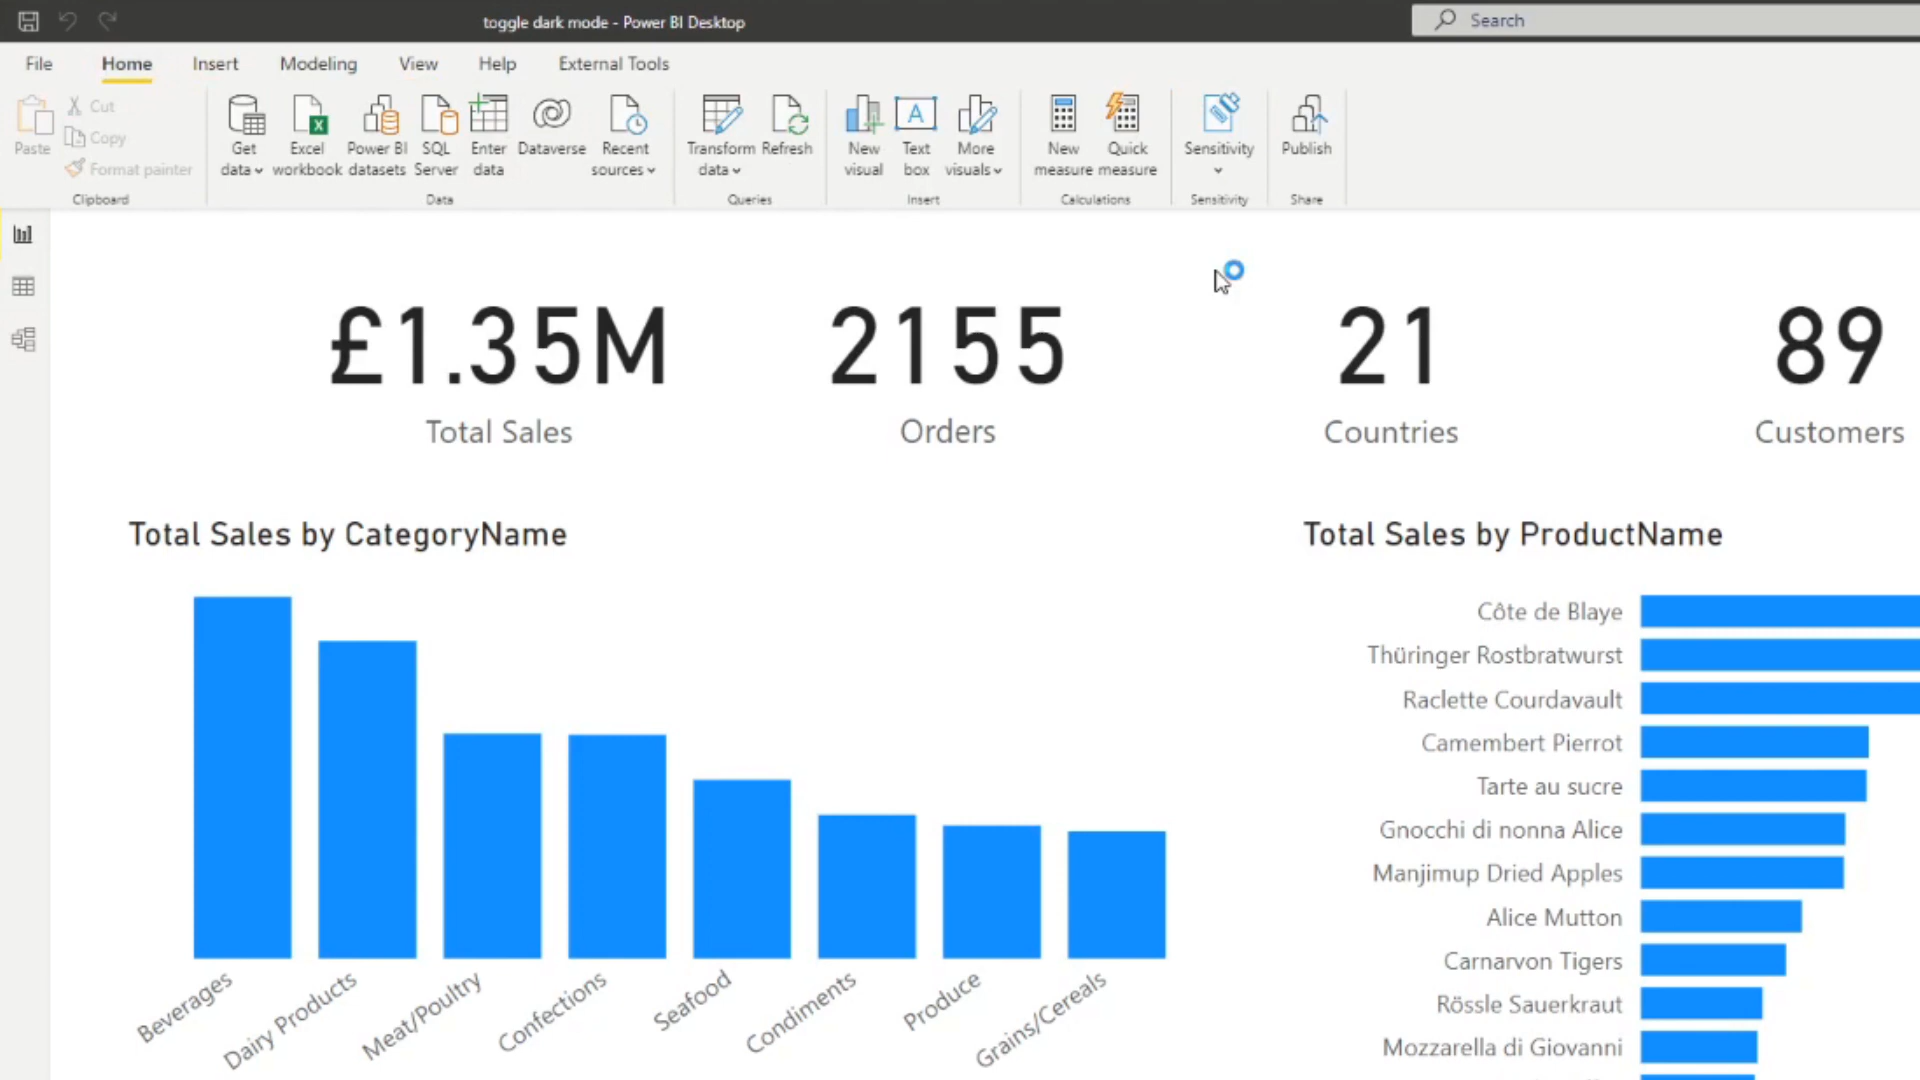 toggle dark mode - Power BI Desktop
Search
File Home Insert Modeling View Help External Tools
Paste
Cut
Copy
Format painter
Clipboard
Get data
Excel workbook
Power BI datasets
SQL Server
Enter data
Dataverse
Recent sources
Data
Transform data
Refresh
Queries
New visual
Text box
More visuals
Insert
New measure
Quick measure
Calculations
Sensitivity
Sensitivity
Publish
Share
£1.35M
Total Sales
2155
Orders
21
Countries
89
Customers
Total Sales by CategoryName
Beverages
Dairy Products
Meat/Poultry
Confections
Seafood
Condiments
Produce
Grains/Cereals
Total Sales by ProductName
Côte de Blaye
Thüringer Rostbratwurst
Raclette Courdavault
Camembert Pierrot
Tarte au sucre
Gnocchi di nonna Alice
Manjimup Dried Apples
Alice Mutton
Carnarvon Tigers
Rössle Sauerkraut
Mozzarella di Giovanni